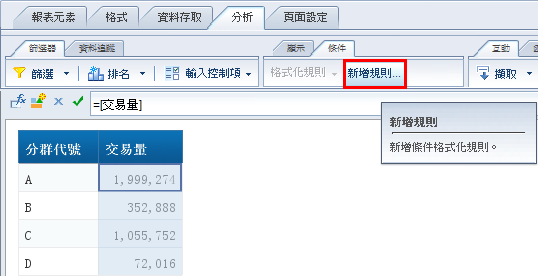 報表元素 格式 資料存取 分析 頁面設定
篩選器 資料追蹤 顯示 條件 互動
篩選 排名 輸入控制項 格式化規則 新增規則... 擷取
=[交易量]
新增規則
新增條件格式化規則。
分群代號 交易量
A 1,999,274
B 352,888
C 1,055,752
D 72,016